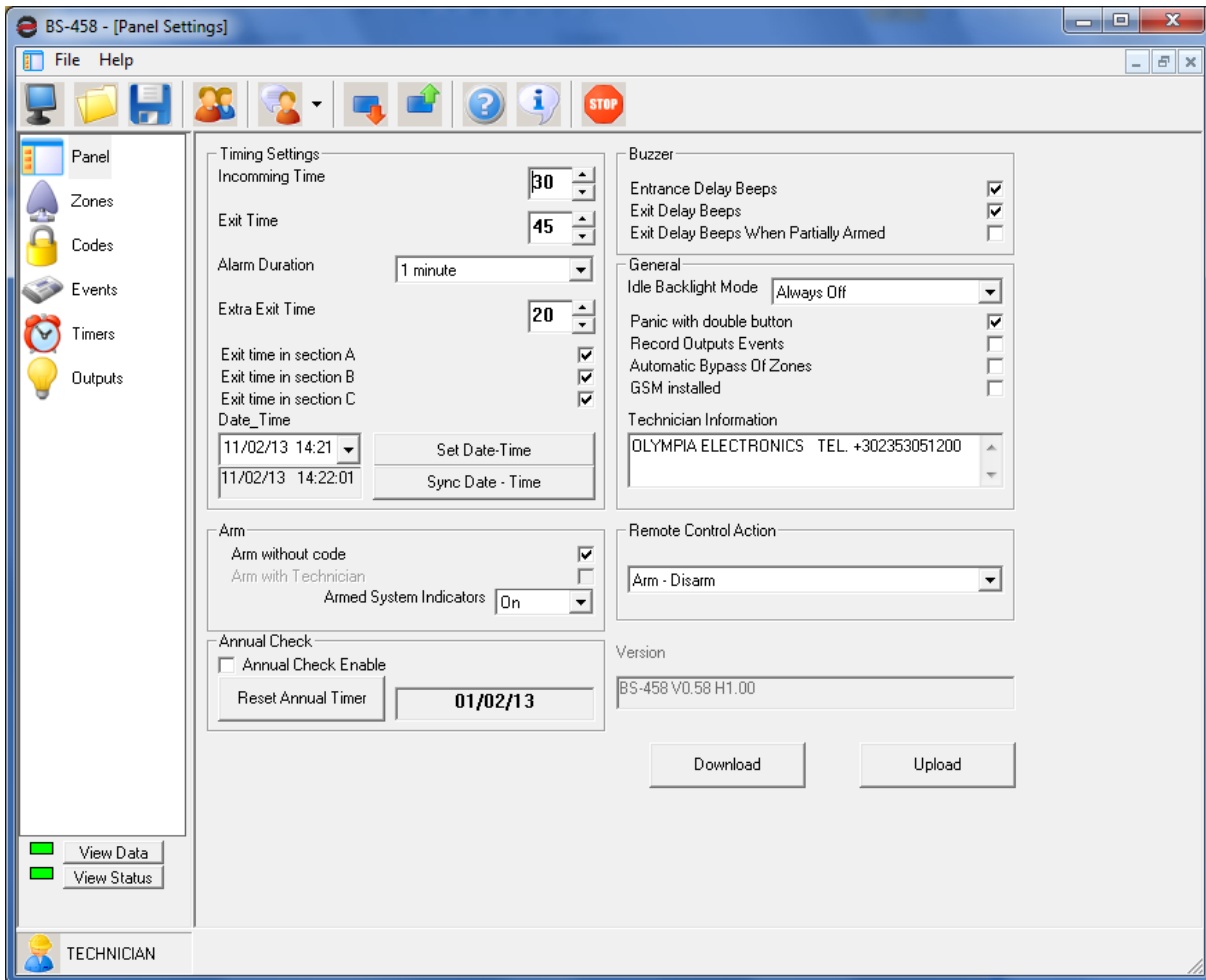 BS-458 - [Panel Settings]
File Help
STOP
Panel
Zones
Codes
Events
Timers
Outputs
View Data
View Status
TECHNICIAN
Timing Settings
Incomming Time 30
Exit Time 45
Alarm Duration 1 minute
Extra Exit Time 20
Exit time in section A
Exit time in section B
Exit time in section C
Date_Time
11/02/13 14:21 Set Date-Time
11/02/13 14:22:01 Sync Date - Time
Arm
Arm without code
Arm with Technician
Armed System Indicators On
Annual Check
Annual Check Enable
Reset Annual Timer 01/02/13
Buzzer
Entrance Delay Beeps
Exit Delay Beeps
Exit Delay Beeps When Partially Armed
General
Idle Backlight Mode Always Off
Panic with double button
Record Outputs Events
Automatic Bypass Of Zones
GSM installed
Technician Information
OLYMPIA ELECTRONICS TEL. +302353051200
Remote Control Action
Arm - Disarm
Version
BS-458 V0.58 H1.00
Download Upload